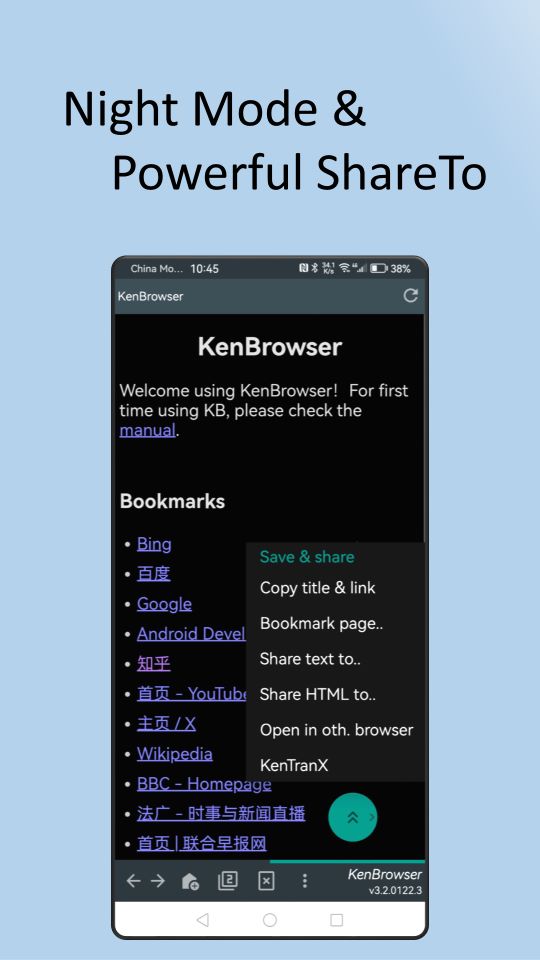 Night Mode &
Powerful ShareTo
China Mo... 10:45 34.1 K/s 38%
KenBrowser
KenBrowser
Welcome using KenBrowser! For first
time using KB, please check the
manual.
Bookmarks
• Bing
• 百度
• Google
• Android Devel
• 知乎
• 首页 - YouTube
• 主页 / X
• Wikipedia
• BBC - Homepage
• 法广 - 时事与新闻直播
• 首页 | 联合早报网
Save & share
Copy title & link
Bookmark page..
Share text to..
Share HTML to..
Open in oth. browser
KenTranX
2
KenBrowser
v3.2.0122.3